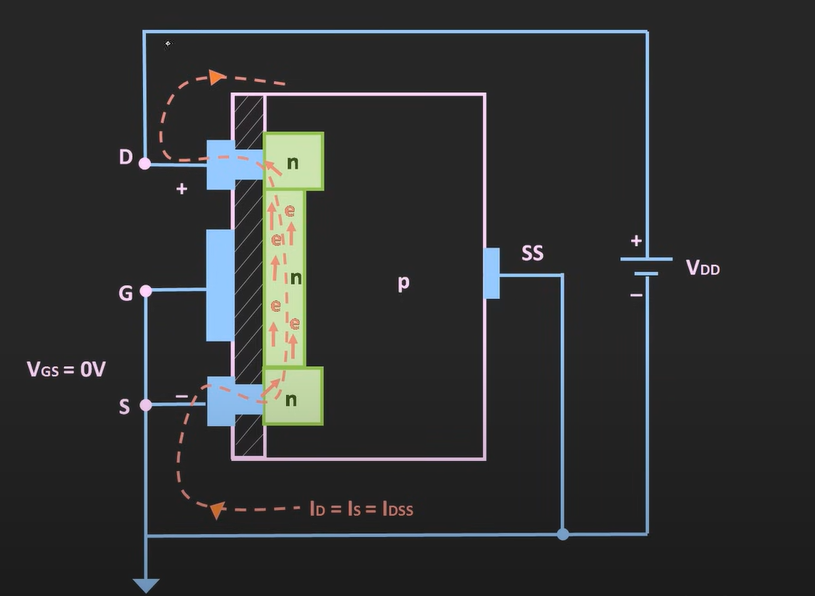 D
n
+
e
e
SS
+
VDD
−
n
p
G
e
e
VGS = 0V
−
S
n
ID = IS = IDSS